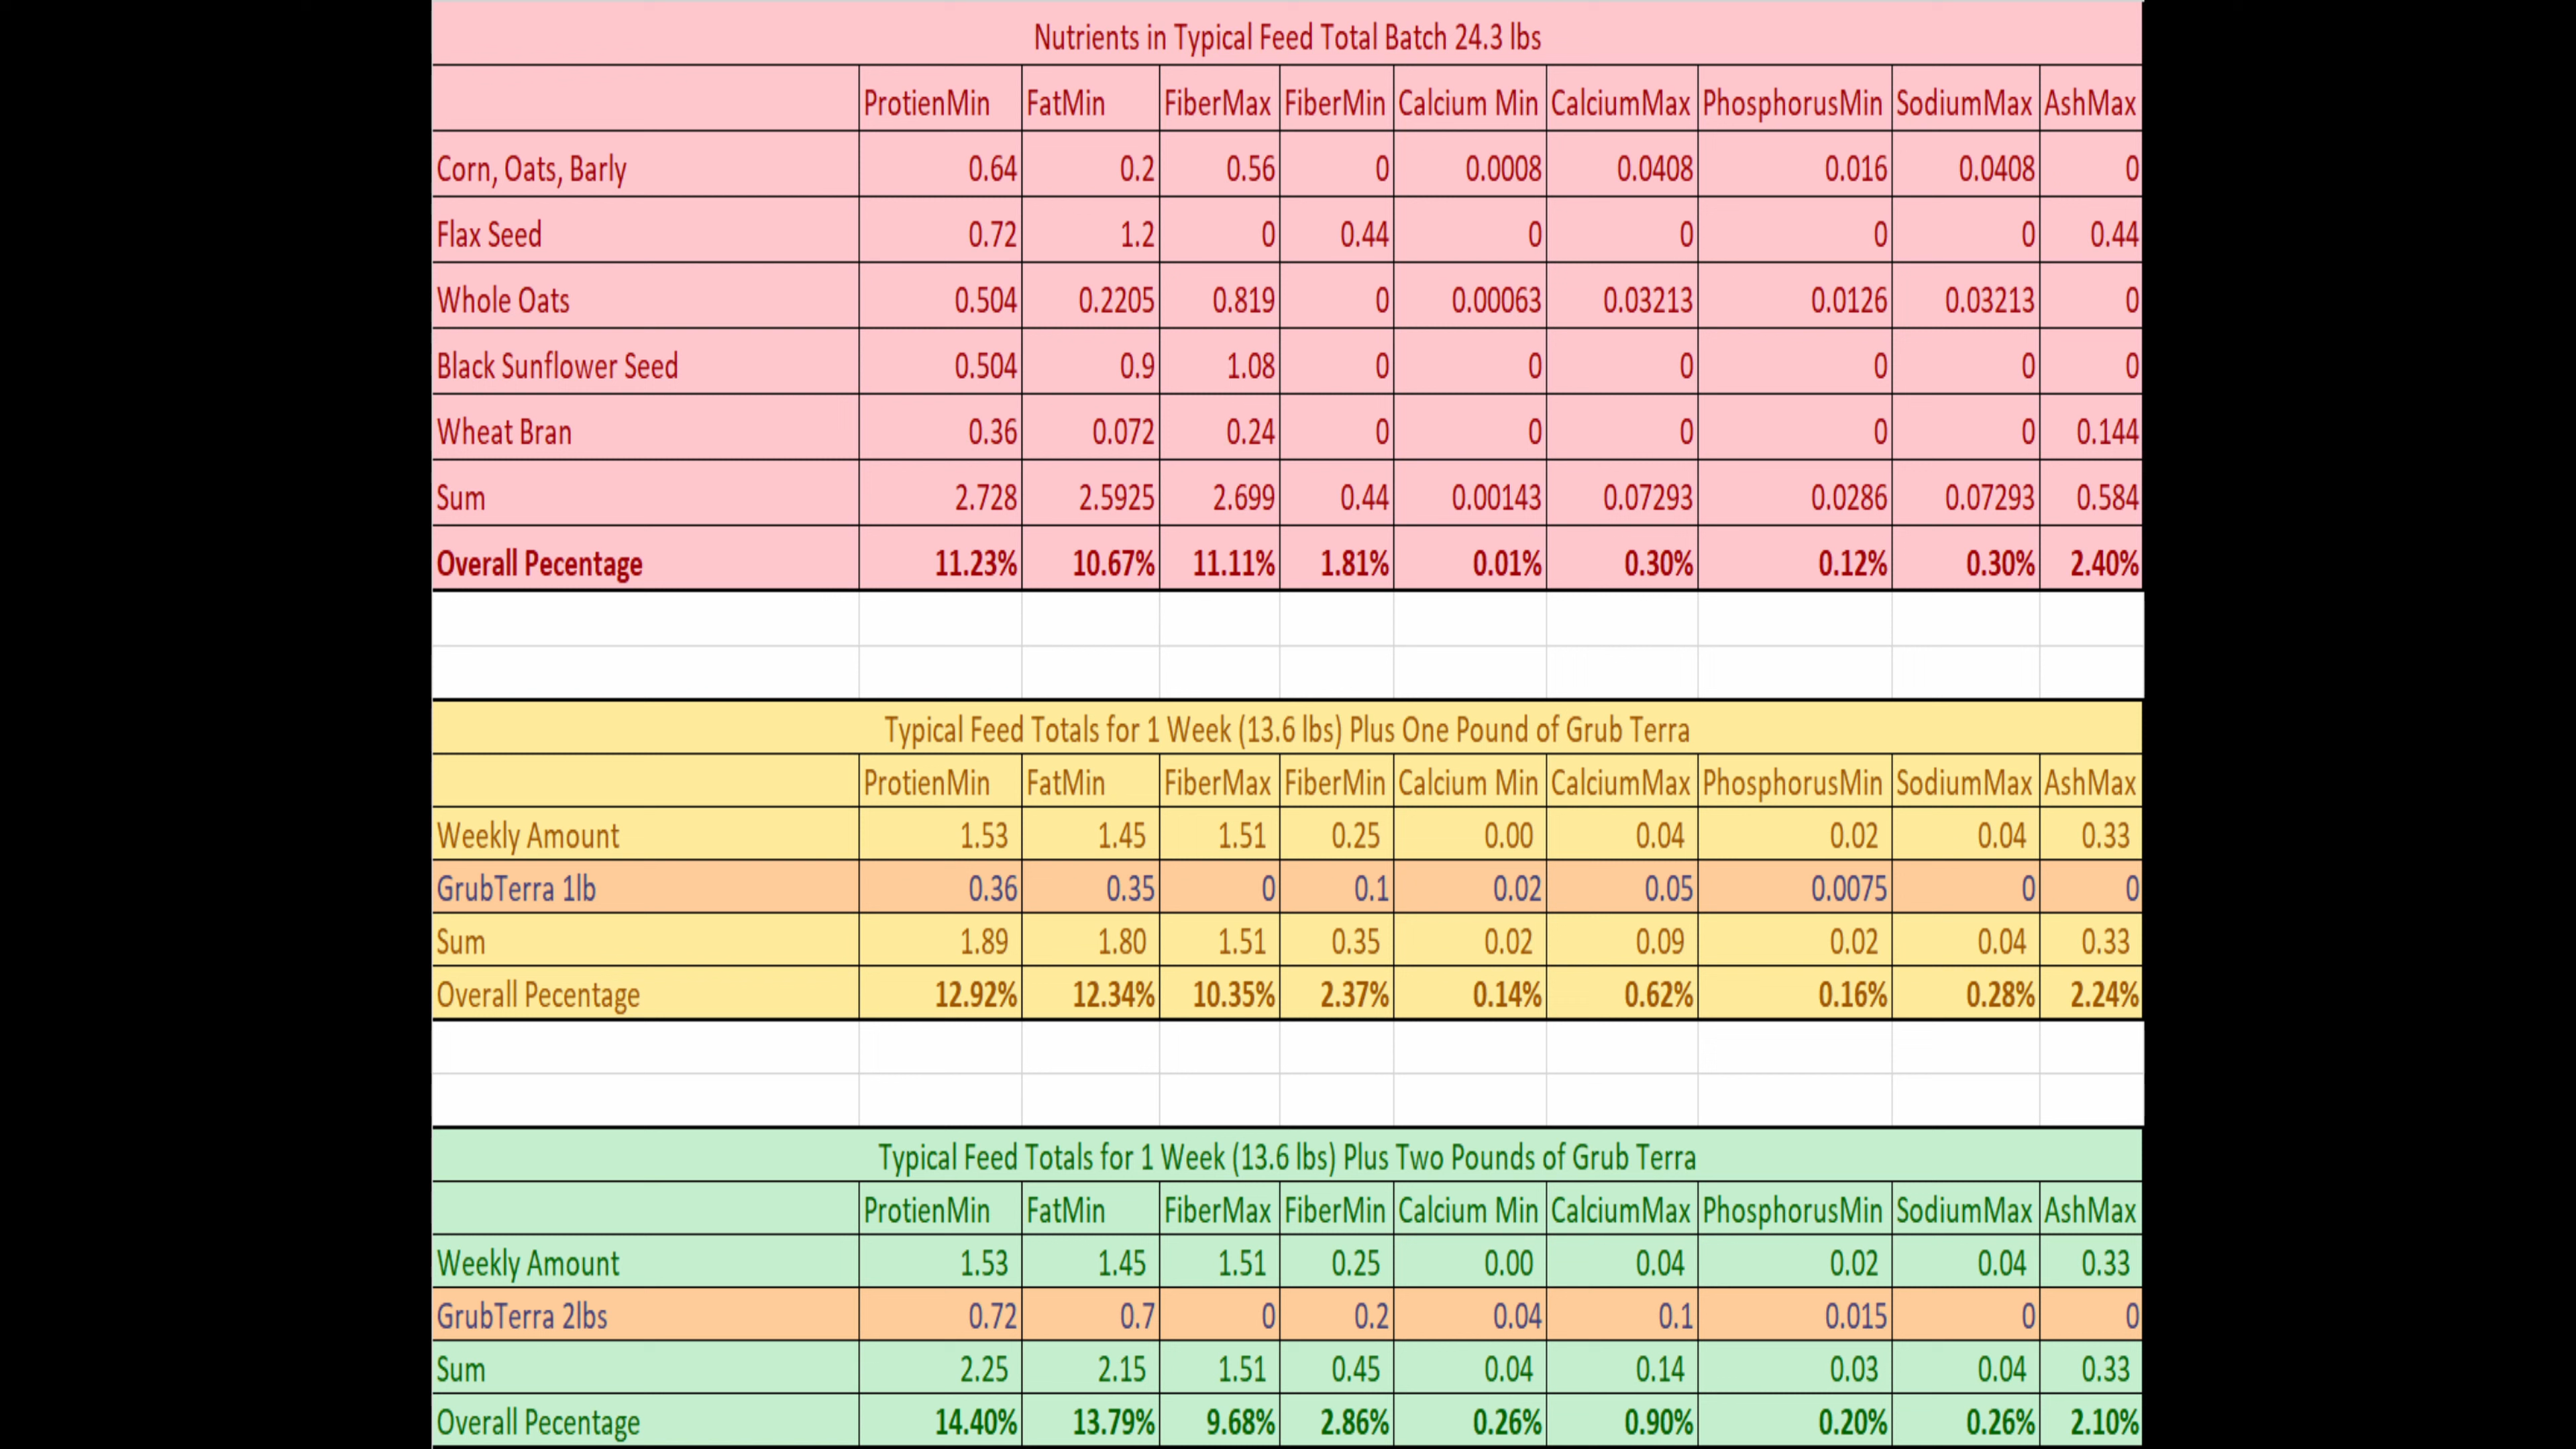 Nutrients in Typical Feed Total Batch 24.3 lbs
ProtienMin FatMin FiberMax FiberMin Calcium Min CalciumMax PhosphorusMin SodiumMax AshMax
Corn, Oats, Barly 0.64 0.2 0.56 0 0.0008 0.0408 0.016 0.0408 0
Flax Seed 0.72 1.2 0 0.44 0 0 0 0 0.44
Whole Oats 0.504 0.2205 0.819 0 0.00063 0.03213 0.0126 0.03213 0
Black Sunflower Seed 0.504 0.9 1.08 0 0 0 0 0 0
Wheat Bran 0.36 0.072 0.24 0 0 0 0 0 0.144
Sum 2.728 2.5925 2.699 0.44 0.00143 0.07293 0.0286 0.07293 0.584
Overall Pecentage 11.23% 10.67% 11.11% 1.81% 0.01% 0.30% 0.12% 0.30% 2.40%
Typical Feed Totals for 1 Week (13.6 lbs) Plus One Pound of Grub Terra
ProtienMin FatMin FiberMax FiberMin Calcium Min CalciumMax PhosphorusMin SodiumMax AshMax
Weekly Amount 1.53 1.45 1.51 0.25 0.00 0.04 0.02 0.04 0.33
GrubTerra 1lb 0.36 0.35 0 0.1 0.02 0.05 0.0075 0 0
Sum 1.89 1.80 1.51 0.35 0.02 0.09 0.02 0.04 0.33
Overall Pecentage 12.92% 12.34% 10.35% 2.37% 0.14% 0.62% 0.16% 0.28% 2.24%
Typical Feed Totals for 1 Week (13.6 lbs) Plus Two Pounds of Grub Terra
ProtienMin FatMin FiberMax FiberMin Calcium Min CalciumMax PhosphorusMin SodiumMax AshMax
Weekly Amount 1.53 1.45 1.51 0.25 0.00 0.04 0.02 0.04 0.33
GrubTerra 2lbs 0.72 0.7 0 0.2 0.04 0.1 0.015 0 0
Sum 2.25 2.15 1.51 0.45 0.04 0.14 0.03 0.04 0.33
Overall Pecentage 14.40% 13.79% 9.68% 2.86% 0.26% 0.90% 0.20% 0.26% 2.10%